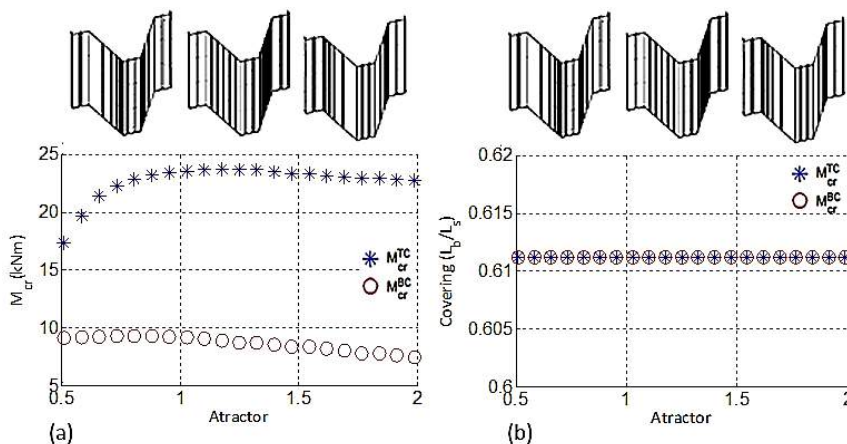 25
20
15
10
5
0.5
1
1.5
2
M_cr(kNm)
Atractor
M_cr^TC
M_cr^BC
(a)
0.62
0.615
0.61
0.605
0.6
0.5
1
1.5
2
Covering (L_b/L_s)
Atractor
M_cr^TC
M_cr^BC
(b)